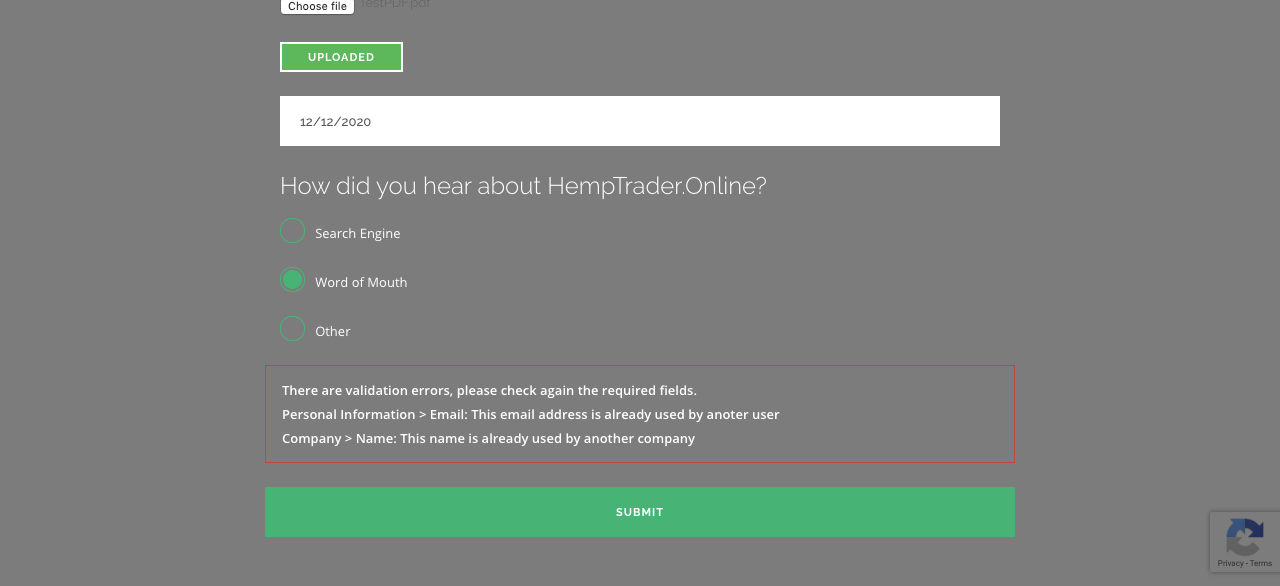 Choose file TestPDF.pdf
UPLOADED
12/12/2020
How did you hear about HempTrader.Online?
Search Engine
Word of Mouth
Other
There are validation errors, please check again the required fields.
Personal Information > Email: This email address is already used by anoter user
Company > Name: This name is already used by another company
SUBMIT
Privacy - Terms